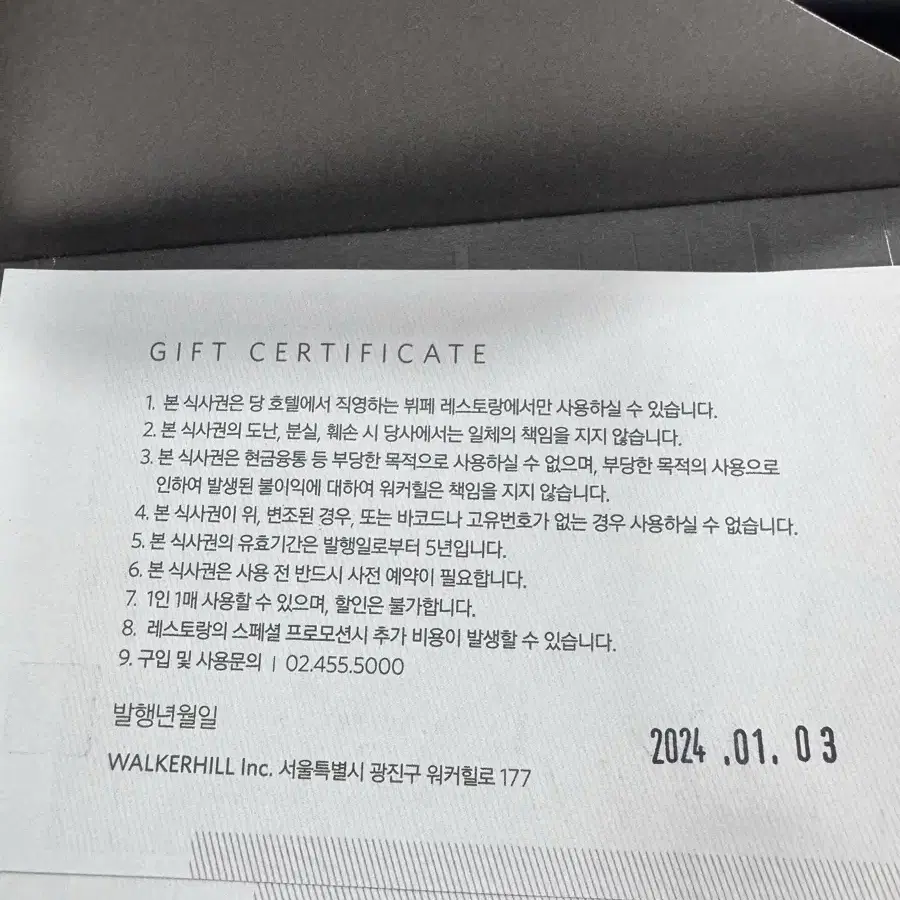 GIFT CERTIFICATE
1. 본 식사권은 당 호텔에서 직영하는 뷔페 레스토랑에서만 사용하실 수 있습니다.
2. 본 식사권의 도난, 분실, 훼손 시 당사에서는 일체의 책임을 지지 않습니다.
3. 본 식사권은 현금융통 등 부당한 목적으로 사용하실 수 없으며, 부당한 목적의 사용으로
인하여 발생된 불이익에 대하여 워커힐은 책임을 지지 않습니다.
4. 본 식사권이 위, 변조된 경우, 또는 바코드나 고유번호가 없는 경우 사용하실 수 없습니다.
5. 본 식사권의 유효기간은 발행일로부터 5년입니다.
6. 본 식사권은 사용 전 반드시 사전 예약이 필요합니다.
7. 1인 1매 사용할 수 있으며, 할인은 불가합니다.
8. 레스토랑의 스페셜 프로모션시 추가 비용이 발생할 수 있습니다.
9. 구입 및 사용문의 | 02.455.5000
발행년월일
2024 .01. 03
WALKERHILL Inc. 서울특별시 광진구 워커힐로 177